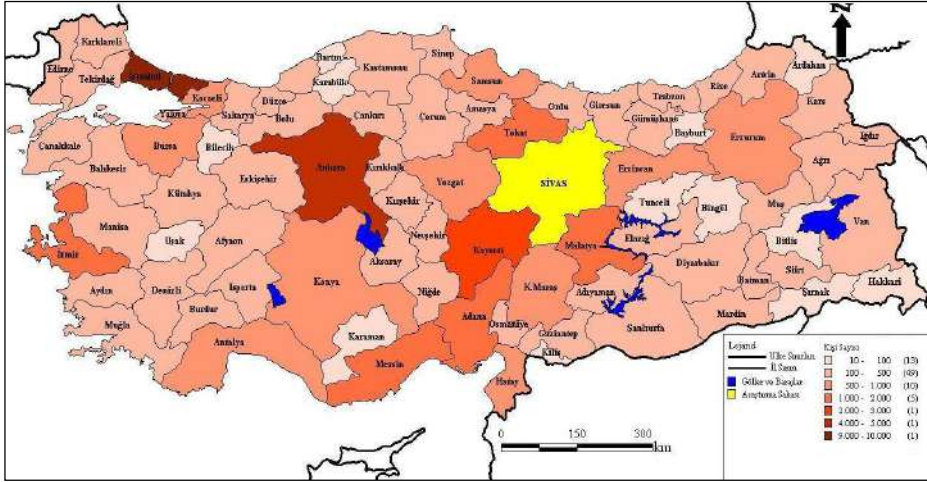 N
Kırklareli
Edirne
Tekirdağ
İstanbul
Kocaeli
Yalova
Sakarya
Düzce
Bolu
Bartın
Karabük
Kastamonu
Sinop
Samsun
Çankırı
Çorum
Amasya
Ordu
Giresun
Trabzon
Rize
Artvin
Ardahan
Kars
Gümüşhane
Bayburt
Erzurum
Iğdır
Ağrı
Çanakkale
Balıkesir
Bursa
Bilecik
Eskişehir
Ankara
Kırıkkale
Yozgat
Tokat
SİVAS
Erzincan
Tunceli
Bingöl
Muş
Van
Bitlis
Kütahya
Manisa
Uşak
Afyon
Kırşehir
Nevşehir
Kayseri
Malatya
Elazığ
Diyarbakır
Batman
Siirt
Hakkari
Şırnak
İzmir
Aydın
Denizli
Isparta
Burdur
Konya
Aksaray
Niğde
Adana
K.Maraş
Adıyaman
Şanlıurfa
Mardin
Muğla
Antalya
Karaman
Mersin
Osmaniye
Gaziantep
Kilis
Hatay
Lejand
Ülke Sınırları
İl Sınırı
Göller ve Barajlar
Araştırma Sahası
Kişi Sayısı
10 - 100 (13)
100 - 500 (49)
500 - 1.000 (10)
1.000 - 2.000 (5)
2.000 - 3.000 (1)
4.000 - 5.000 (1)
9.000 - 10.000 (1)
0 150 300
km